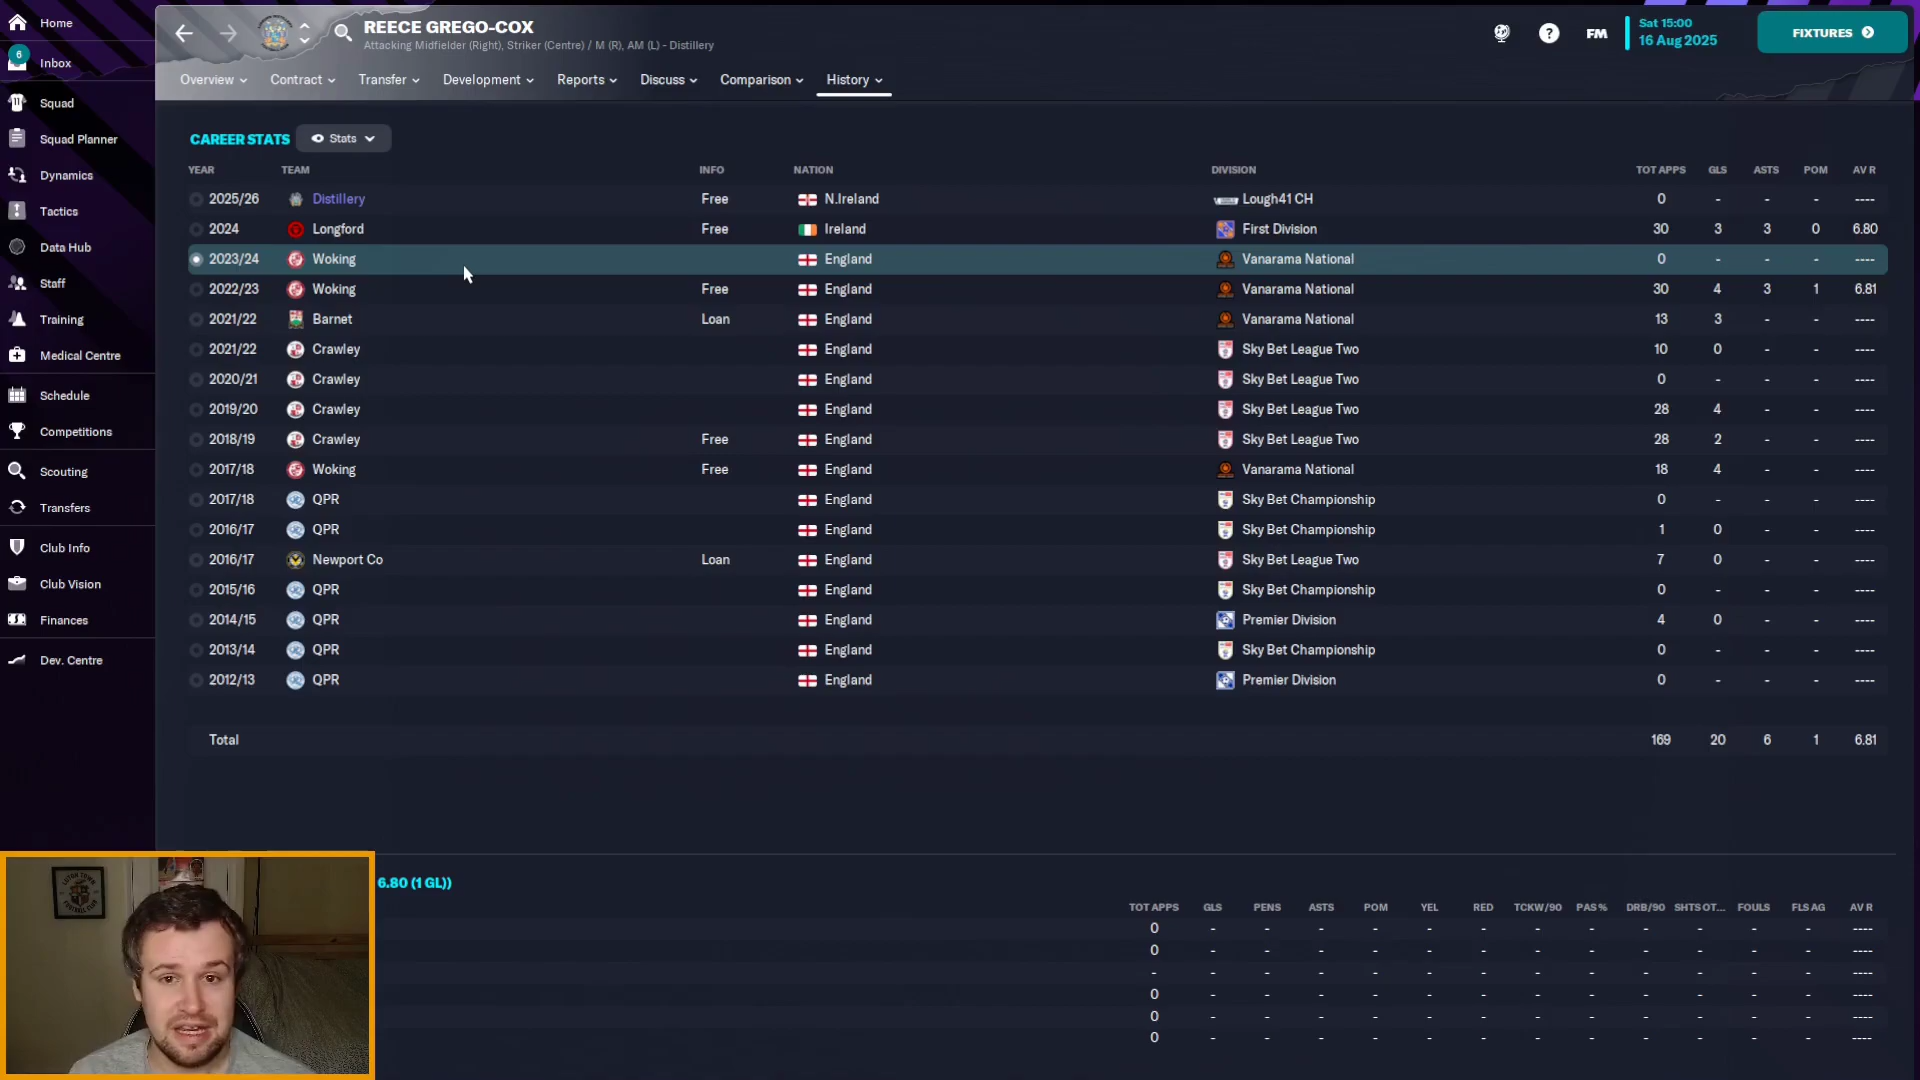 Home
6
Inbox
Squad
Squad Planner
Dynamics
Tactics
Data Hub
Staff
Training
Medical Centre
Schedule
Competitions
Scouting
Transfers
Club Info
Club Vision
Finances
Dev. Centre
REECE GREGO-COX
Attacking Midfielder (Right), Striker (Centre) / M (R), AM (L) - Distillery
? FM
Sat 15:00
16 Aug 2025
FIXTURES
Overview Contract Transfer Development Reports Discuss Comparison History
CAREER STATS Stats
YEAR TEAM INFO NATION DIVISION TOT APPS GLS ASTS POM AV R
2025/26 Distillery Free N.Ireland Lough41 CH 0 - - - ----
2024 Longford Free Ireland First Division 30 3 3 0 6.80
2023/24 Woking England Vanarama National 0 - - - ----
2022/23 Woking Free England Vanarama National 30 4 3 1 6.81
2021/22 Barnet Loan England Vanarama National 13 3 - - ----
2021/22 Crawley England Sky Bet League Two 10 0 - - ----
2020/21 Crawley England Sky Bet League Two 0 - - - ----
2019/20 Crawley England Sky Bet League Two 28 4 - - ----
2018/19 Crawley Free England Sky Bet League Two 28 2 - - ----
2017/18 Woking Free England Vanarama National 18 4 - - ----
2017/18 QPR England Sky Bet Championship 0 - - - ----
2016/17 QPR England Sky Bet Championship 1 0 - - ----
2016/17 Newport Co Loan England Sky Bet League Two 7 0 - - ----
2015/16 QPR England Sky Bet Championship 0 - - - ----
2014/15 QPR England Premier Division 4 0 - - ----
2013/14 QPR England Sky Bet Championship 0 - - - ----
2012/13 QPR England Premier Division 0 - - - ----
Total 169 20 6 1 6.81
6.80 (1 GL))
TOT APPS GLS PENS ASTS POM YEL RED TCKW/90 PAS % DRB/90 SHTS OT... FOULS FLS AG AV R
0 - - - - - - - - - - - - ----
0 - - - - - - - - - - - - ----
- - - - - - - - - - - - - ----
0 - - - - - - - - - - - - ----
0 - - - - - - - - - - - - ----
0 - - - - - - - - - - - - ----
LUTON TOWN
FOOTBALL CLUB